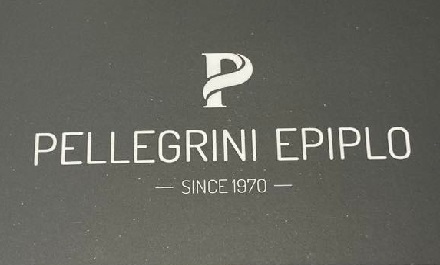 P
PELLEGRINI EPIPLO
— SINCE 1970 —